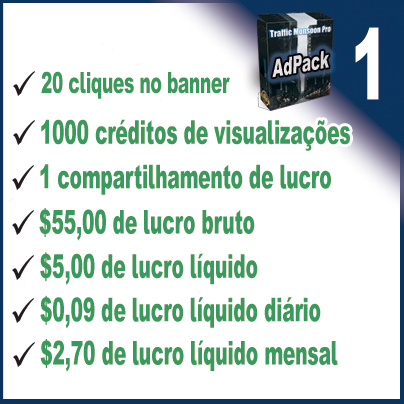 Traffic Monsoon Pro
AdPack
1
20 cliques no banner
1000 créditos de visualizações
1 compartilhamento de lucro
$55,00 de lucro bruto
$5,00 de lucro líquido
$0,09 de lucro líquido diário
$2,70 de lucro líquido mensal